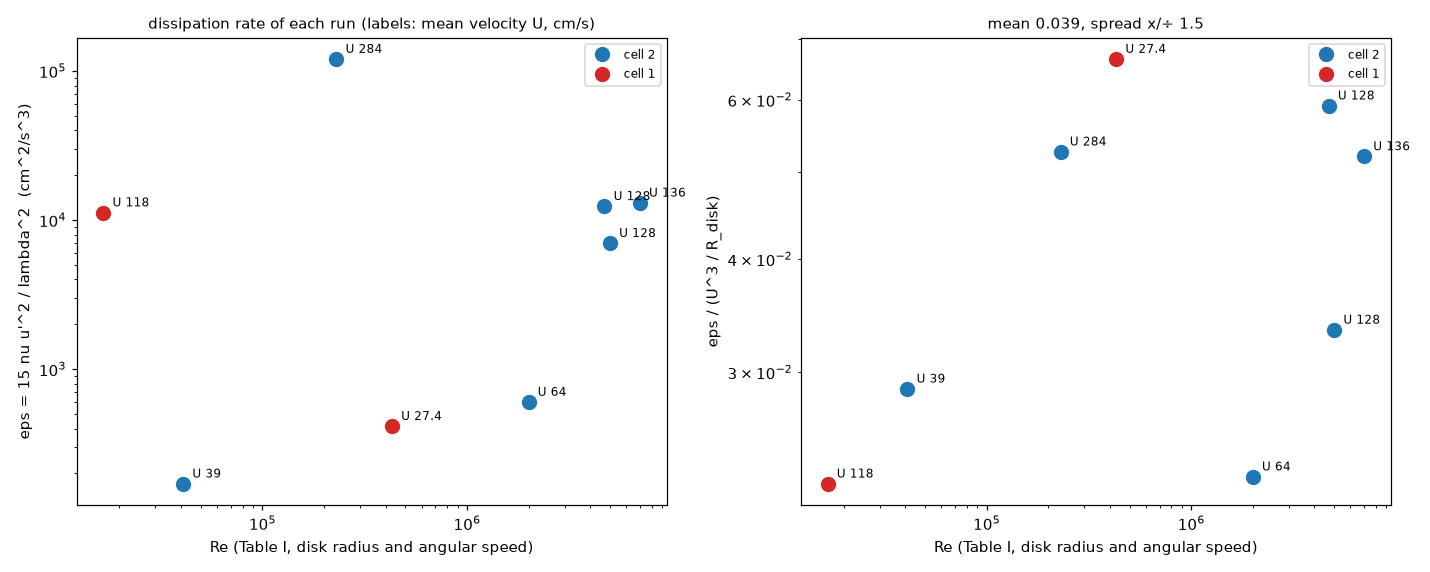 dissipation rate of each run (labels: mean velocity U, cm/s)
eps = 15 nu u'^2 / lambda^2  (cm^2/s^3)
10^5
10^4
10^3
U 284
cell 2
cell 1
U 118
U 128
U 136
U 128
U 64
U 27.4
U 39
10^5
10^6
Re (Table I, disk radius and angular speed)
mean 0.039, spread x/÷ 1.5
eps / (U^3 / R_disk)
6 × 10^−2
4 × 10^−2
3 × 10^−2
U 27.4
cell 2
cell 1
U 128
U 284
U 136
U 128
U 39
U 118
U 64
10^5
10^6
Re (Table I, disk radius and angular speed)